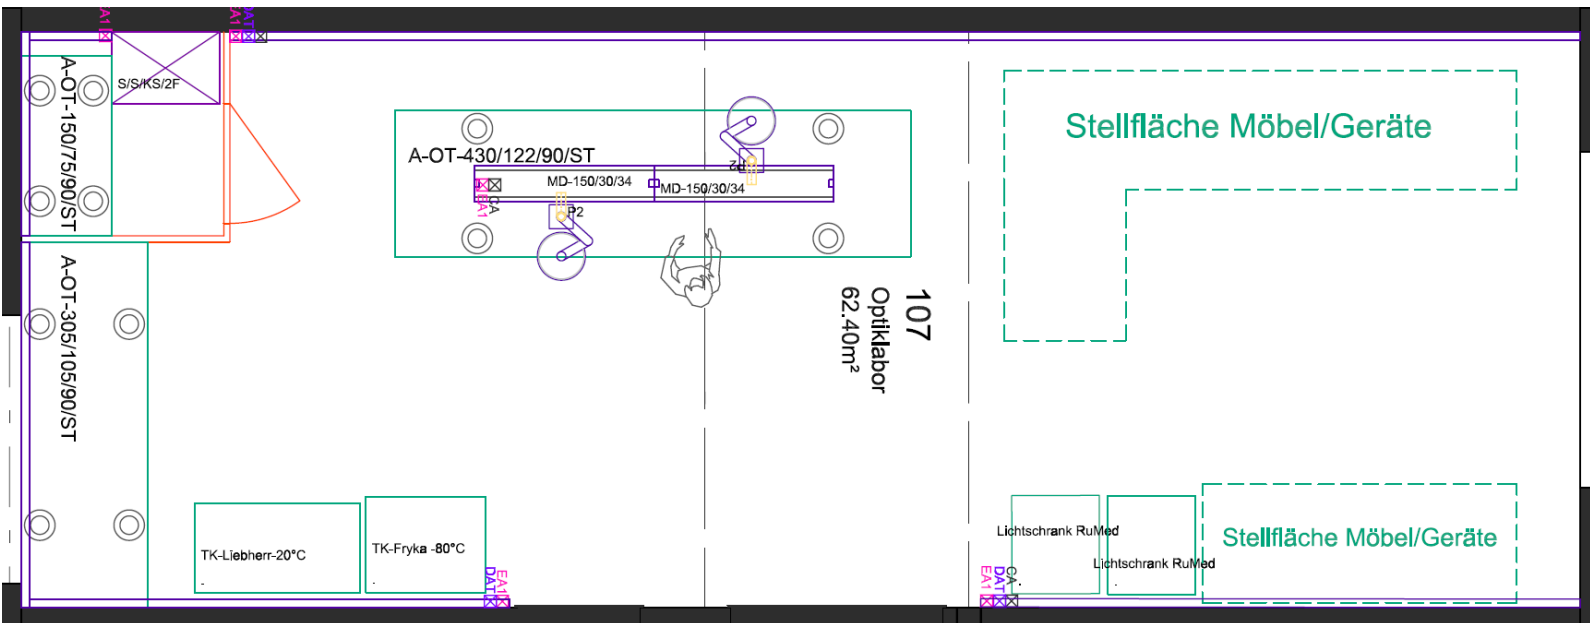 EA1
EA1
DAT
S/S/KS/2F
A-OT-150/75/90/ST
A-OT-430/122/90/ST
P2
MD-150/30/34
MD-150/30/34
EA1
CA
P2
Stellfläche Möbel/Geräte
A-OT-305/105/90/ST
107
Optiklabor
62.40m²
TK-Liebherr-20°C
TK-Fryka -80°C
DAT
EA1
Lichtschrank RuMed
Lichtschrank RuMed
Stellfläche Möbel/Geräte
EA1
DAT
CA